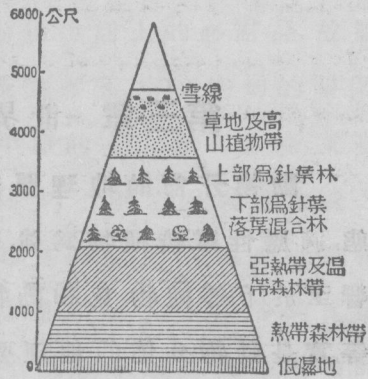 6000 公尺
5000
4000
3000
2000
1000
0
雪線
草地及高
山植物帶
上部爲針葉林
下部爲針葉
落葉混合林
亞熱帶及温
帶森林帶
熱帶森林帶
低濕地